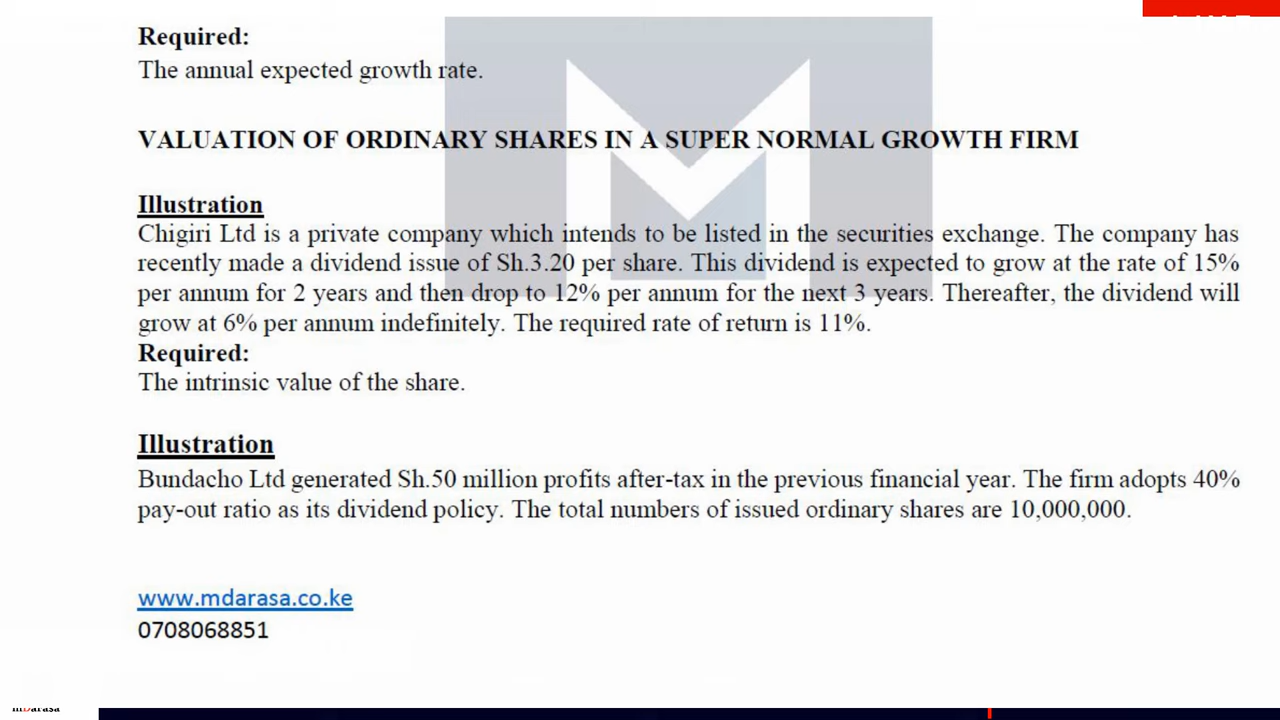 Required:
The annual expected growth rate.
VALUATION OF ORDINARY SHARES IN A SUPER NORMAL GROWTH FIRM
Illustration
Chigiri Ltd is a private company which intends to be listed in the securities exchange. The company has
recently made a dividend issue of Sh.3.20 per share. This dividend is expected to grow at the rate of 15%
per annum for 2 years and then drop to 12% per annum for the next 3 years. Thereafter, the dividend will
grow at 6% per annum indefinitely. The required rate of return is 11%.
Required:
The intrinsic value of the share.
Illustration
Bundacho Ltd generated Sh.50 million profits after-tax in the previous financial year. The firm adopts 40%
pay-out ratio as its dividend policy. The total numbers of issued ordinary shares are 10,000,000.
www.mdarasa.co.ke
0708068851